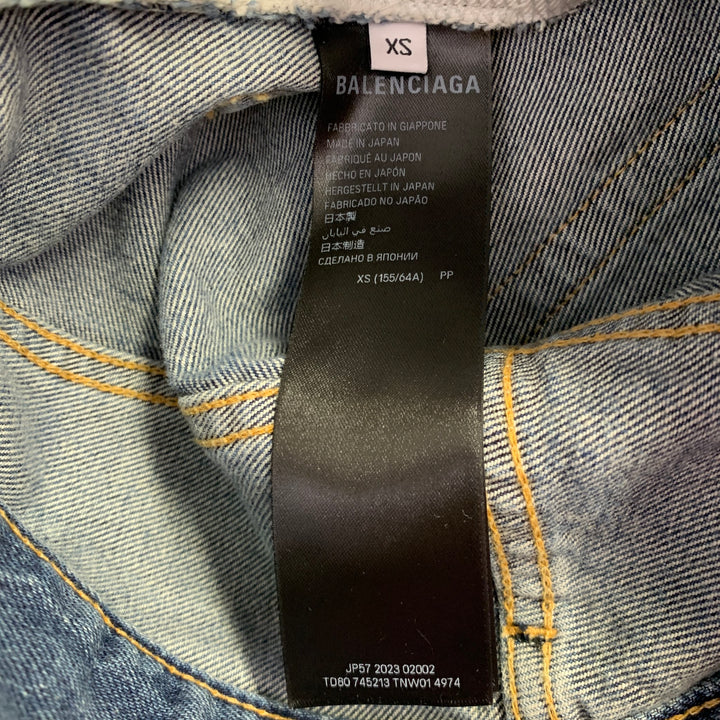 XS
BALENCIAGA
FABBRICATO IN GIAPPONE
MADE IN JAPAN
FABRIQUÉ AU JAPON
HECHO EN JAPÓN
HERGESTELLT IN JAPAN
FABRICADO NO JAPÃO
日本製
صنع في اليابان
日本制造
СДЕЛАНО В ЯПОНИИ
XS (155/64A) PP
JP57 2023 02002
TD80 745213 TNW01 4974